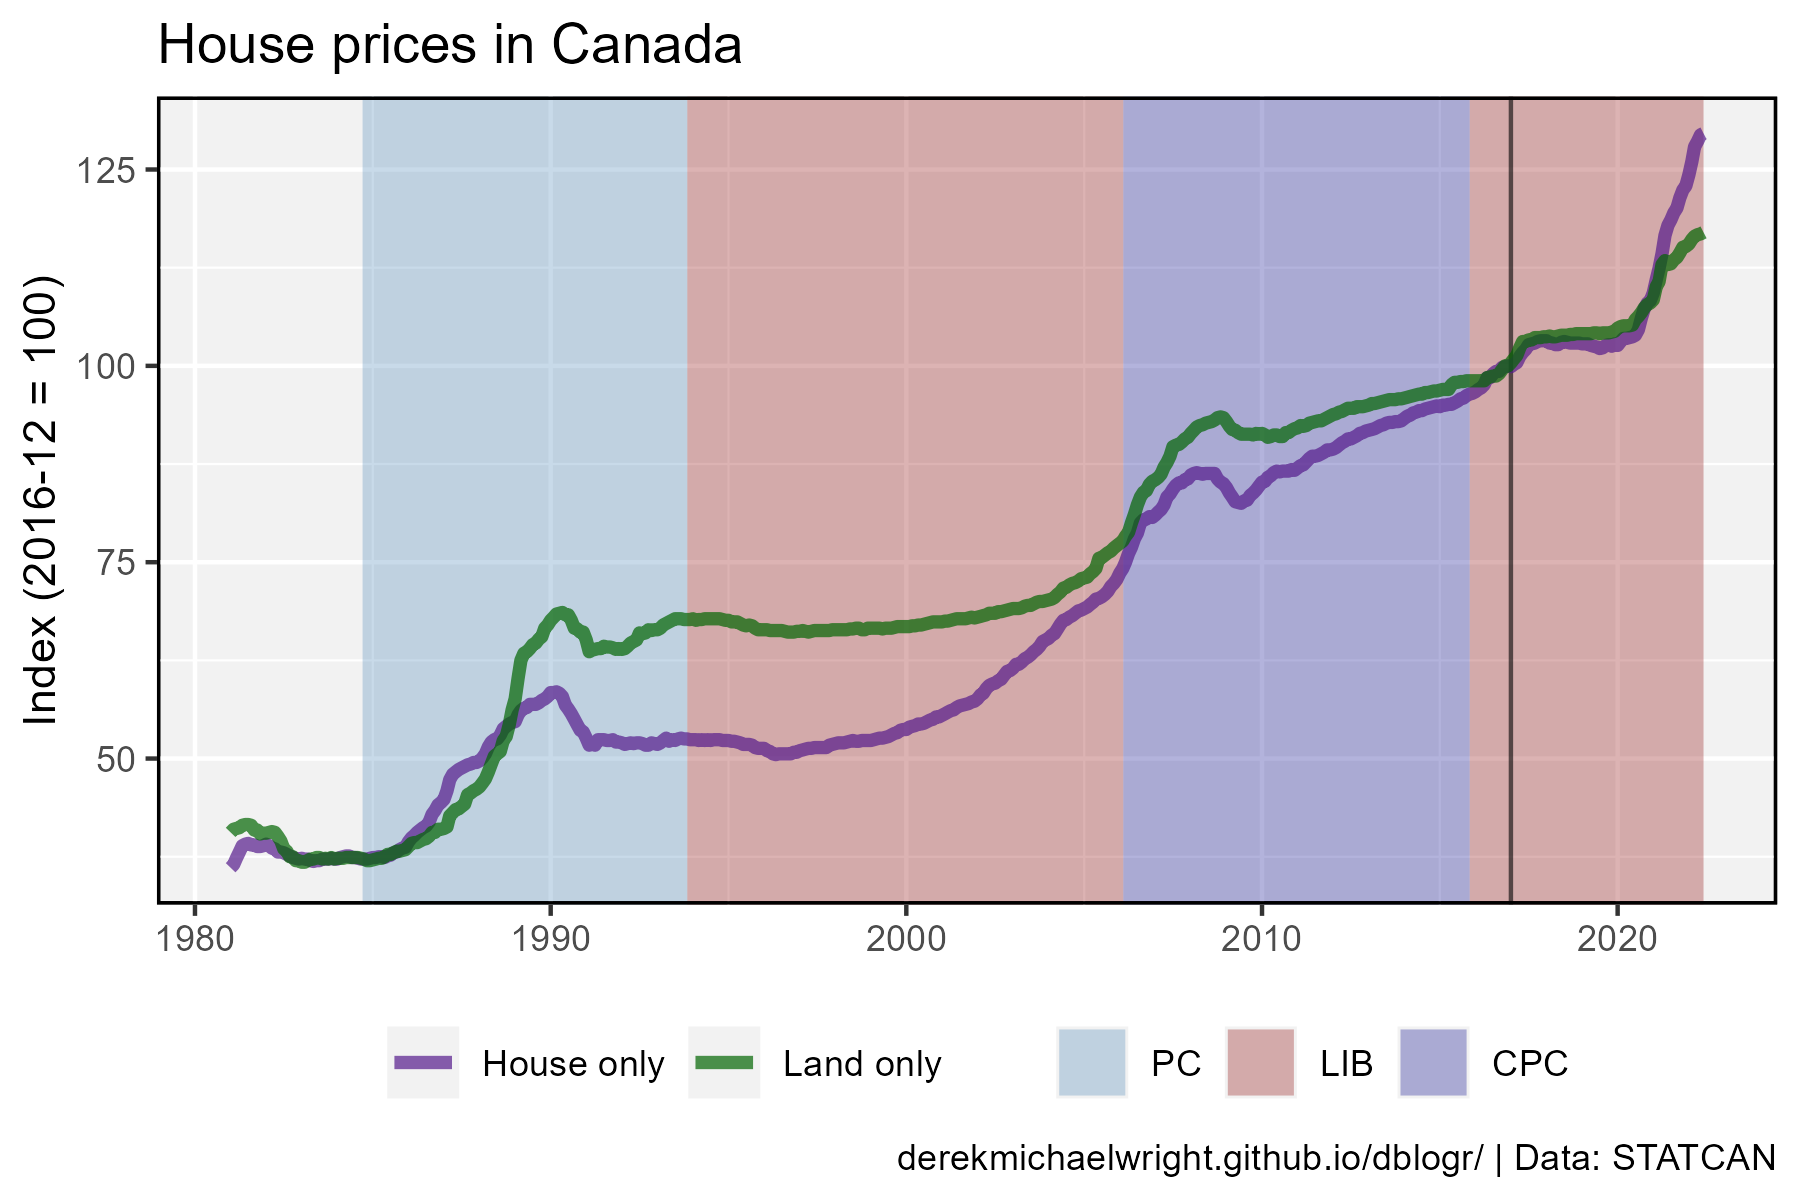 House prices in Canada
Index (2016-12 = 100)
125
100
75
50
1980 1990 2000 2010 2020
House only Land only PC LIB CPC
derekmichaelwright.github.io/dblogr/ | Data: STATCAN